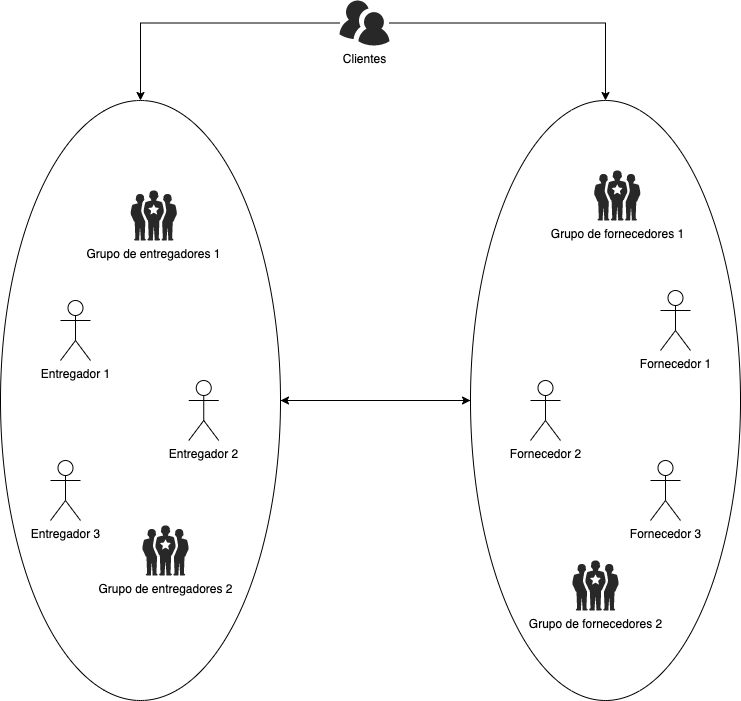 Clientes
Grupo de entregadores 1
Entregador 1
Entregador 2
Entregador 3
Grupo de entregadores 2
Grupo de fornecedores 1
Fornecedor 1
Fornecedor 2
Fornecedor 3
Grupo de fornecedores 2